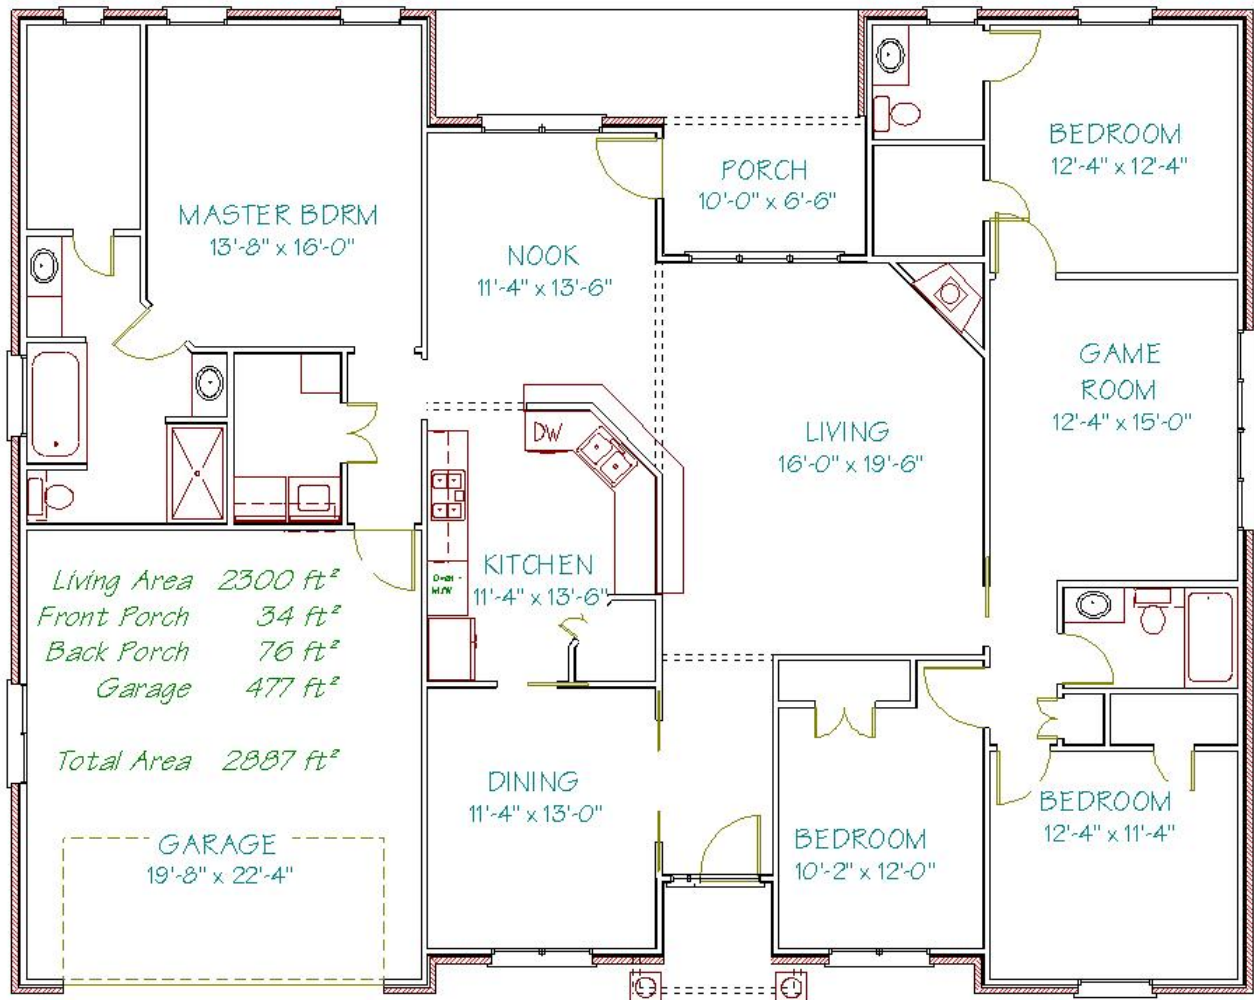 BEDROOM
12'-4" x 12'-4"
PORCH
10'-0" x 6'-6"
MASTER BDRM
13'-8" x 16'-0"
NOOK
11'-4" x 13'-6"
GAME
ROOM
12'-4" x 15'-0"
LIVING
16'-0" x 19'-6"
DW
KITCHEN
11'-4" x 13'-6"
Living Area 2300 ft²
Front Porch 34 ft²
Back Porch 76 ft²
Garage 477 ft²
Total Area 2887 ft²
DINING
11'-4" x 13'-0"
BEDROOM
12'-4" x 11'-4"
BEDROOM
10'-2" x 12'-0"
GARAGE
19'-8" x 22'-4"